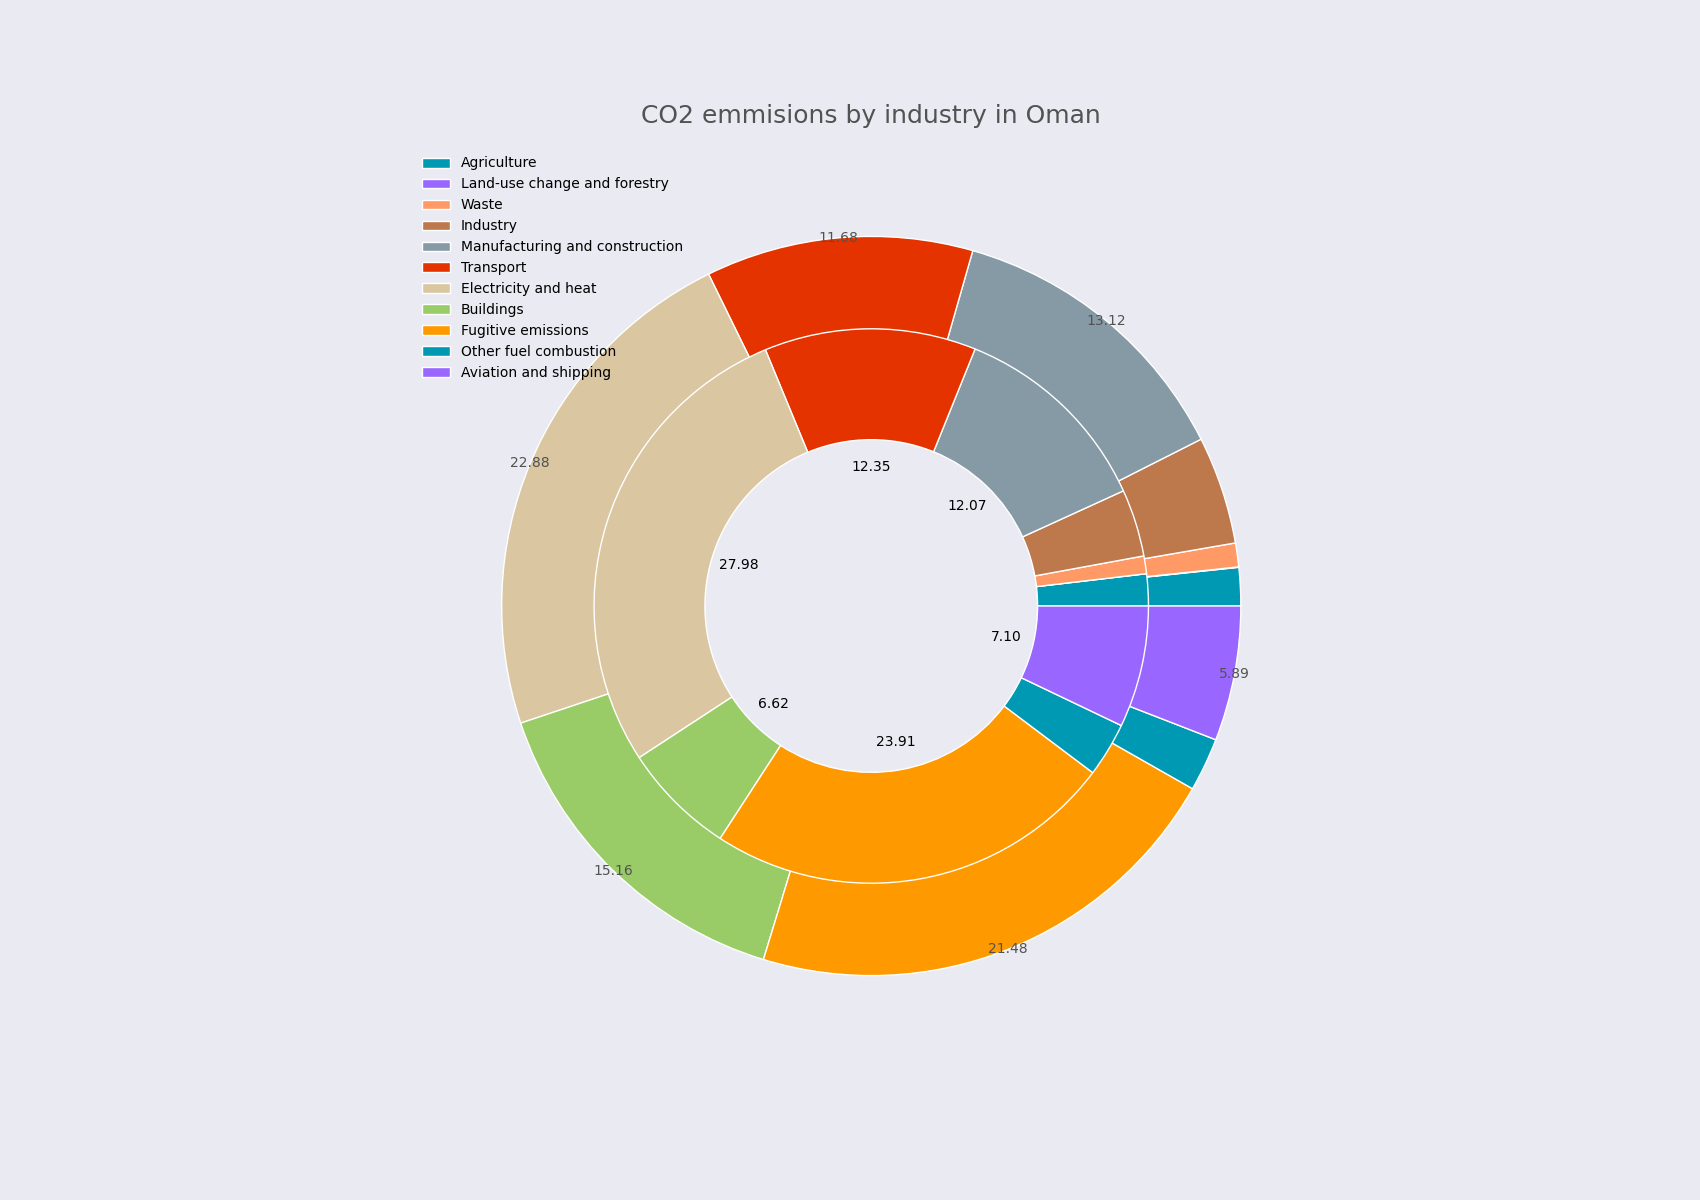 CO2 emmisions by industry in Oman
Agriculture
Land-use change and forestry
Waste
Industry
Manufacturing and construction
Transport
Electricity and heat
Buildings
Fugitive emissions
Other fuel combustion
Aviation and shipping
11.68
13.12
22.88
12.35
12.07
27.98
7.10
5.89
6.62
23.91
15.16
21.48